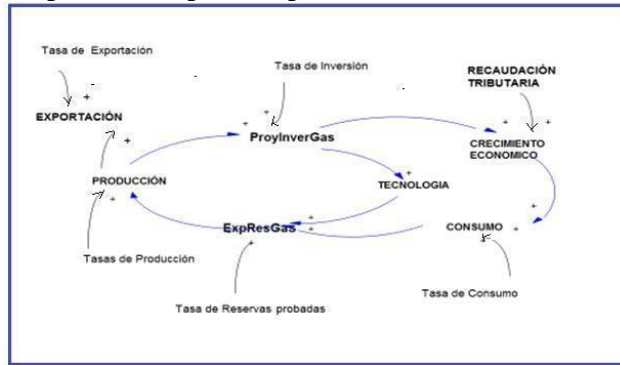 Tasa de Exportación
Tasa de Inversión
RECAUDACIÓN
TRIBUTARIA
EXPORTACIÓN
ProyInverGas
CRECIMIENTO
ECONOMICO
PRODUCCIÓN
TECNOLOGIA
ExpResGas
CONSUMO
Tasas de Producción
Tasa de Reservas probadas
Tasa de Consumo